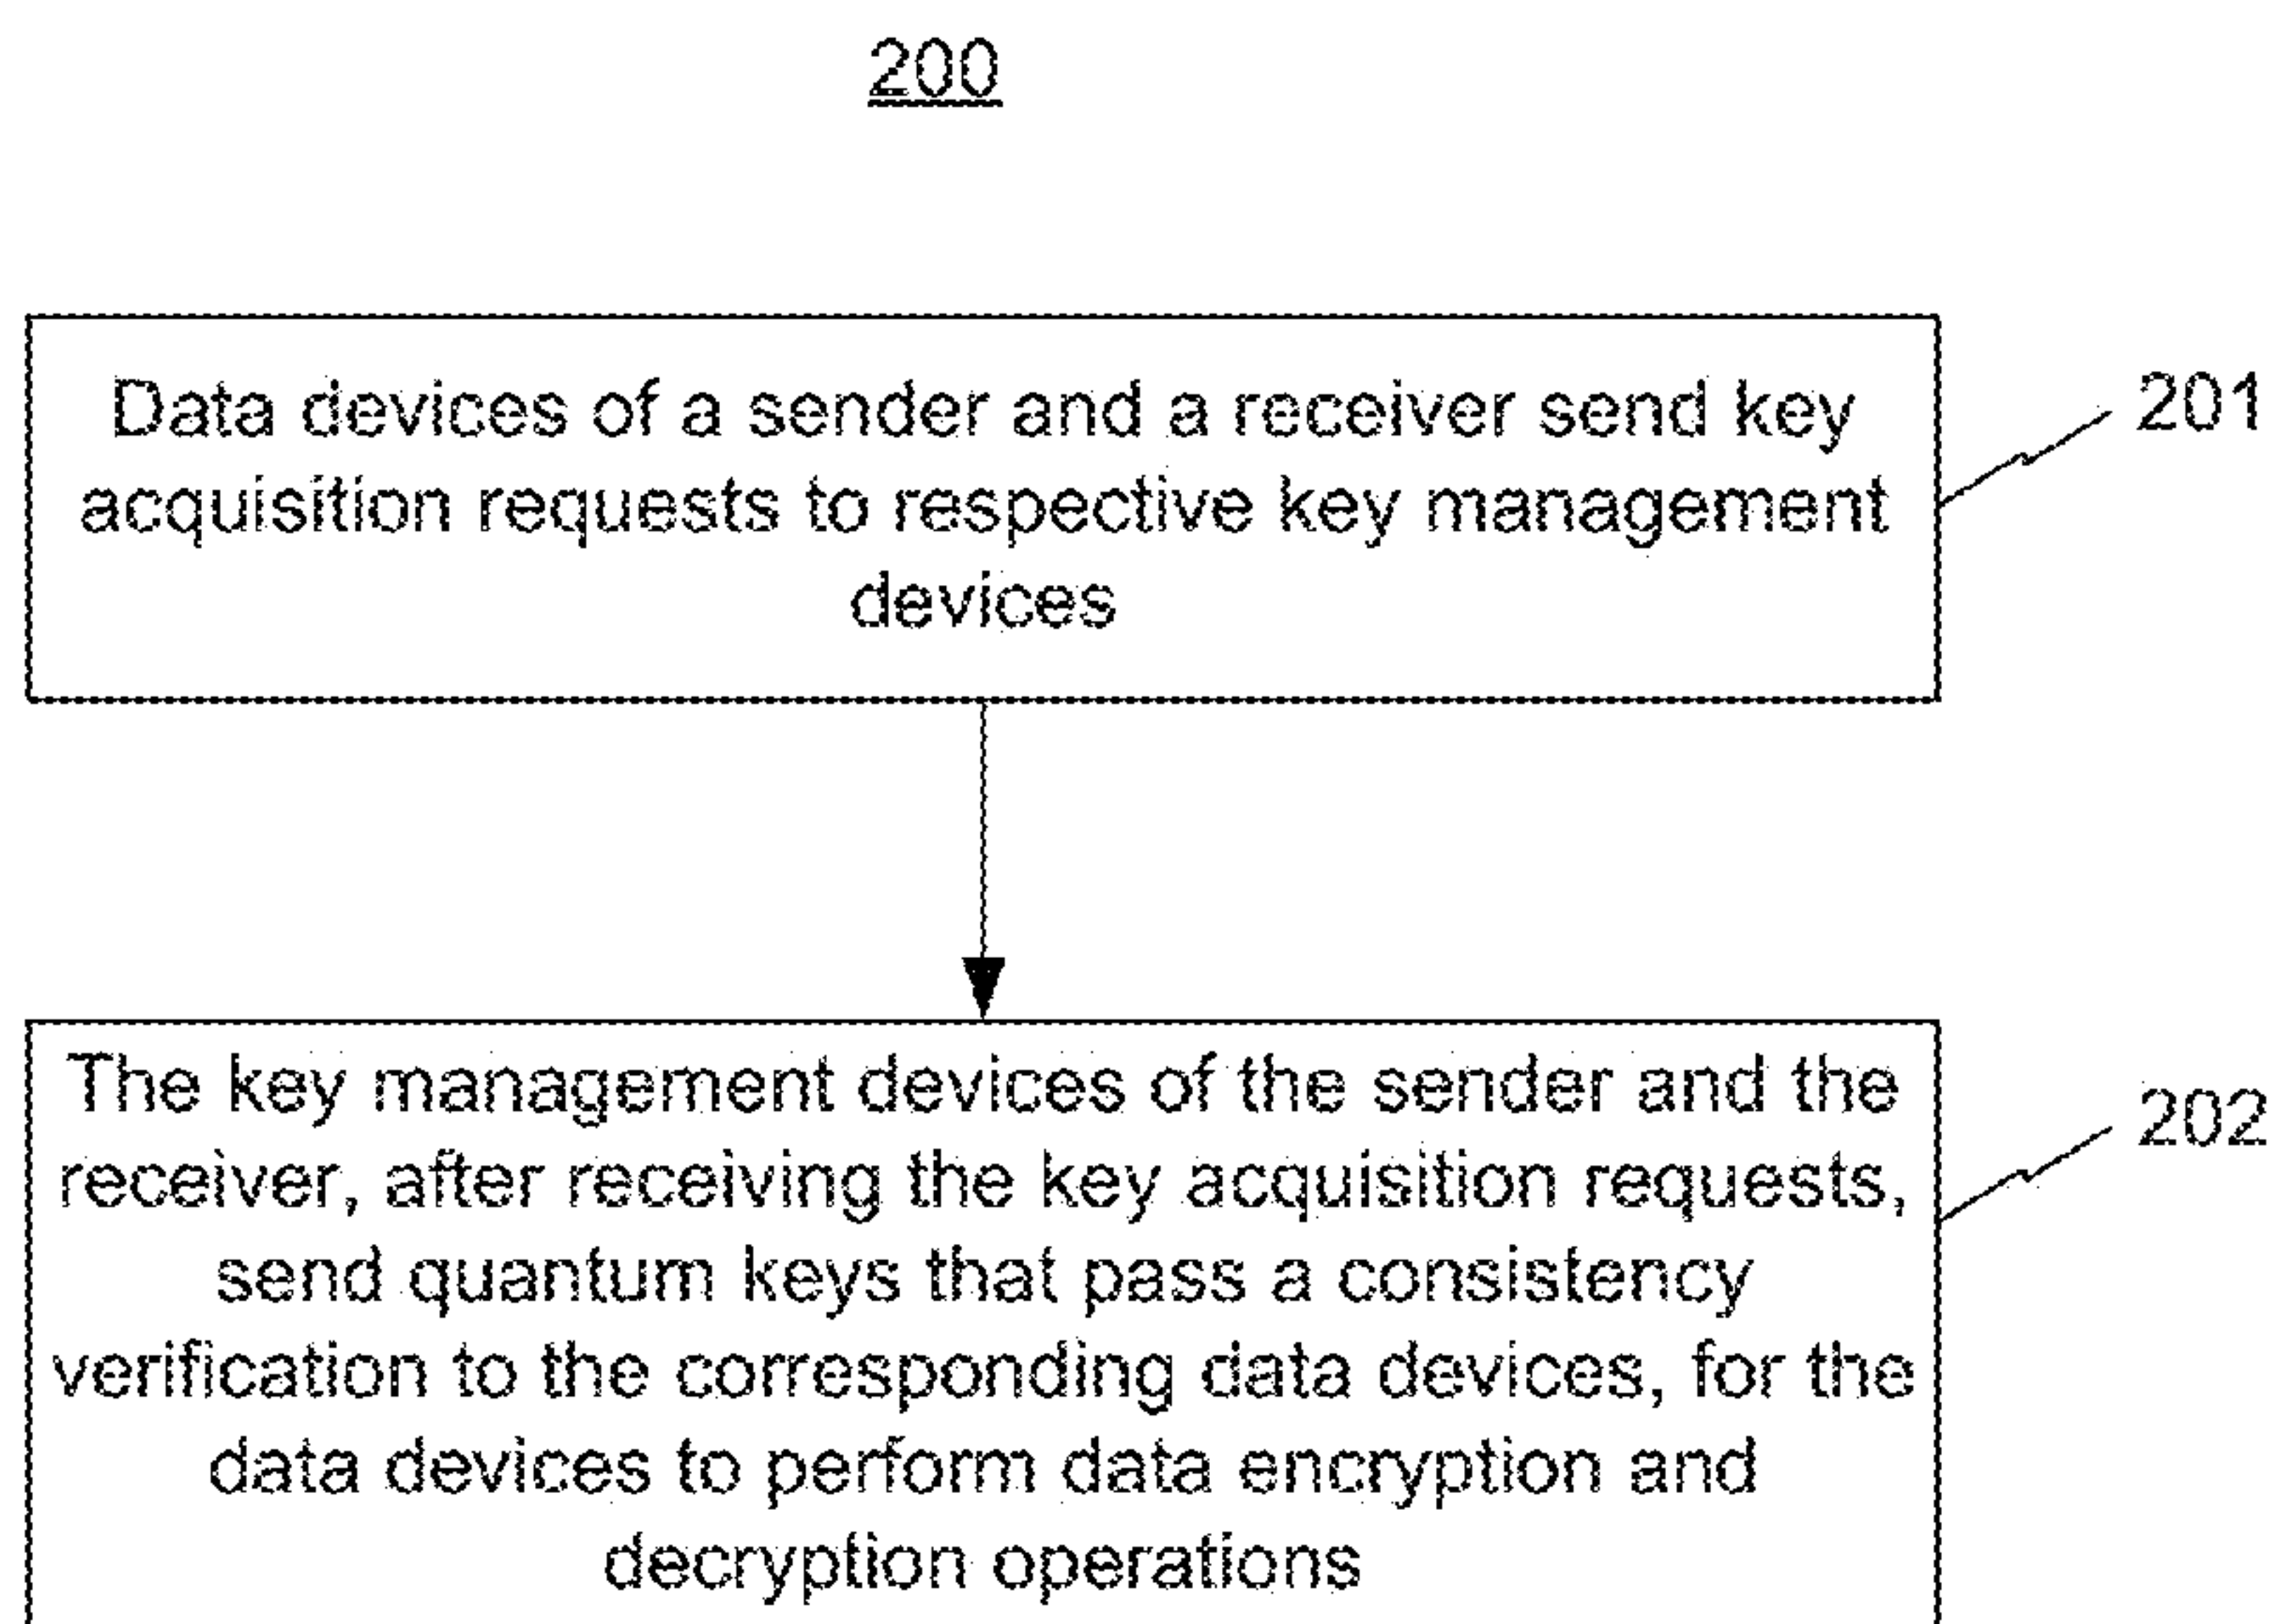 200
Data devices of a sender and a receiver send key
acquisition requests to respective key management
devices
201
The key management devices of the sender and the
receiver, after receiving the key acquisition requests,
send quantum keys that pass a consistency
verification to the corresponding data devices, for the
data devices to perform data encryption and
decryption operations
202